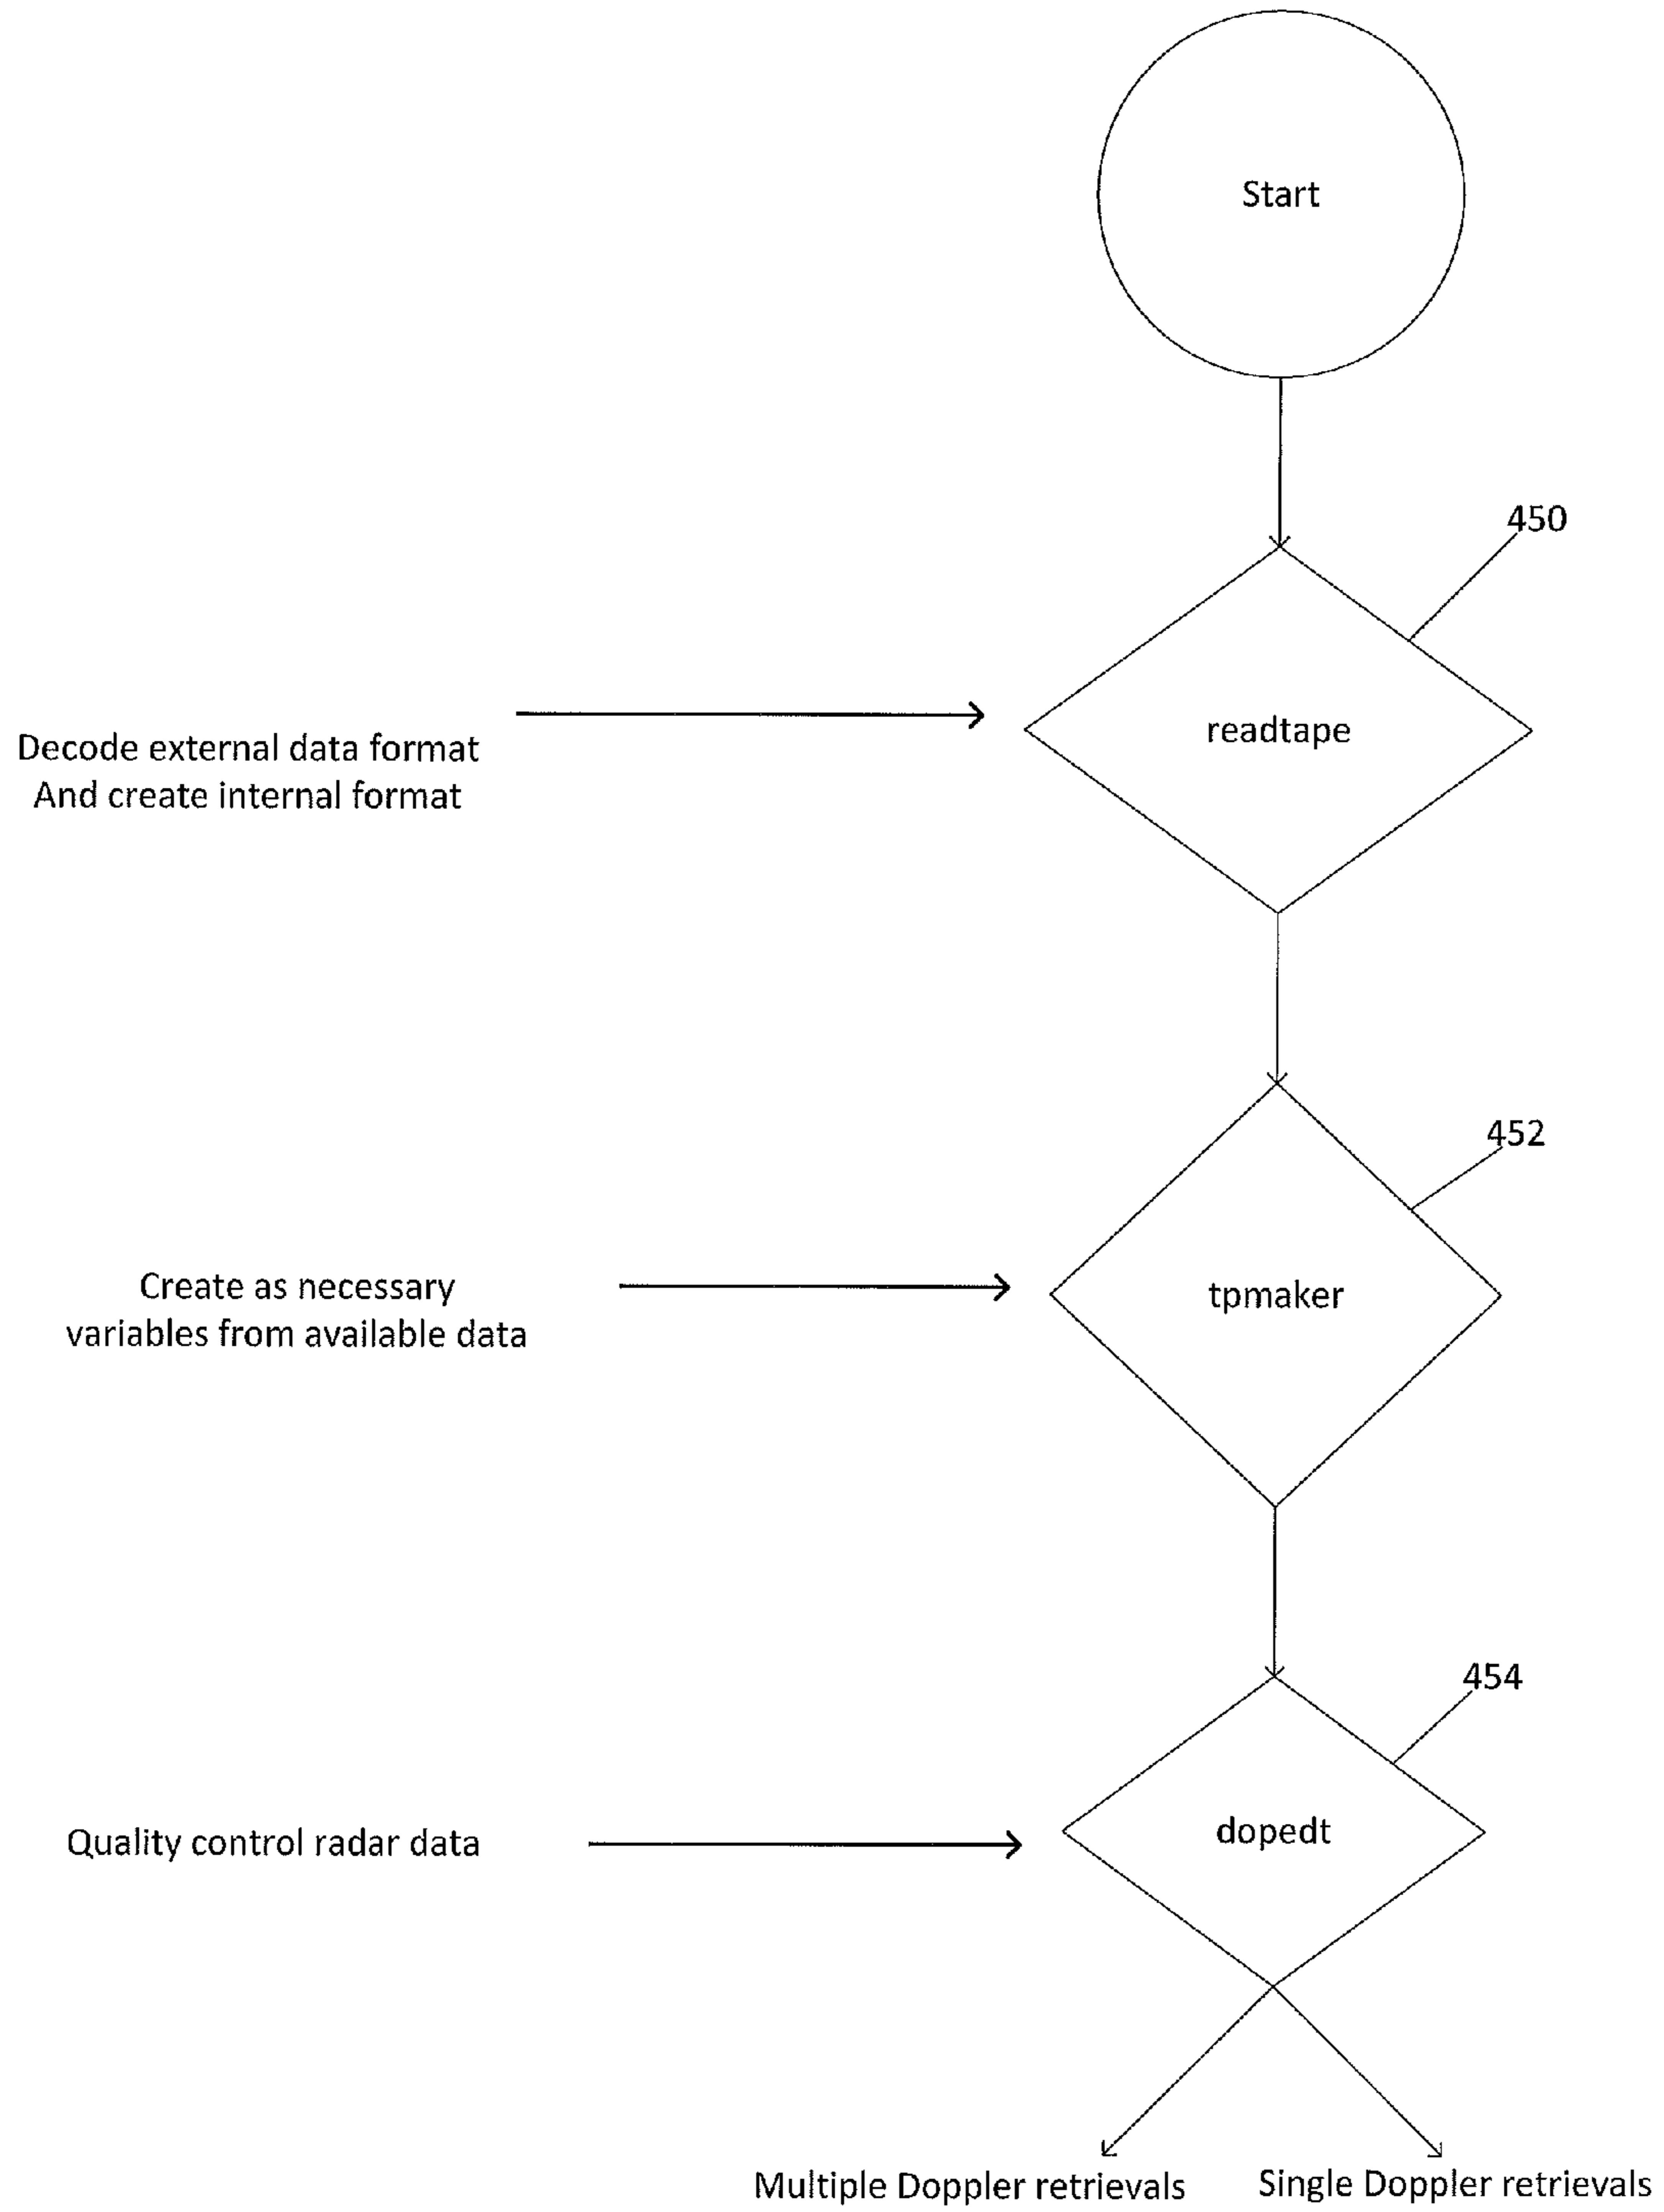 Start
450
readtape
Decode external data format
And create internal format
452
tpmaker
Create as necessary
variables from available data
454
dopedt
Quality control radar data
Multiple Doppler retrievals
Single Doppler retrievals